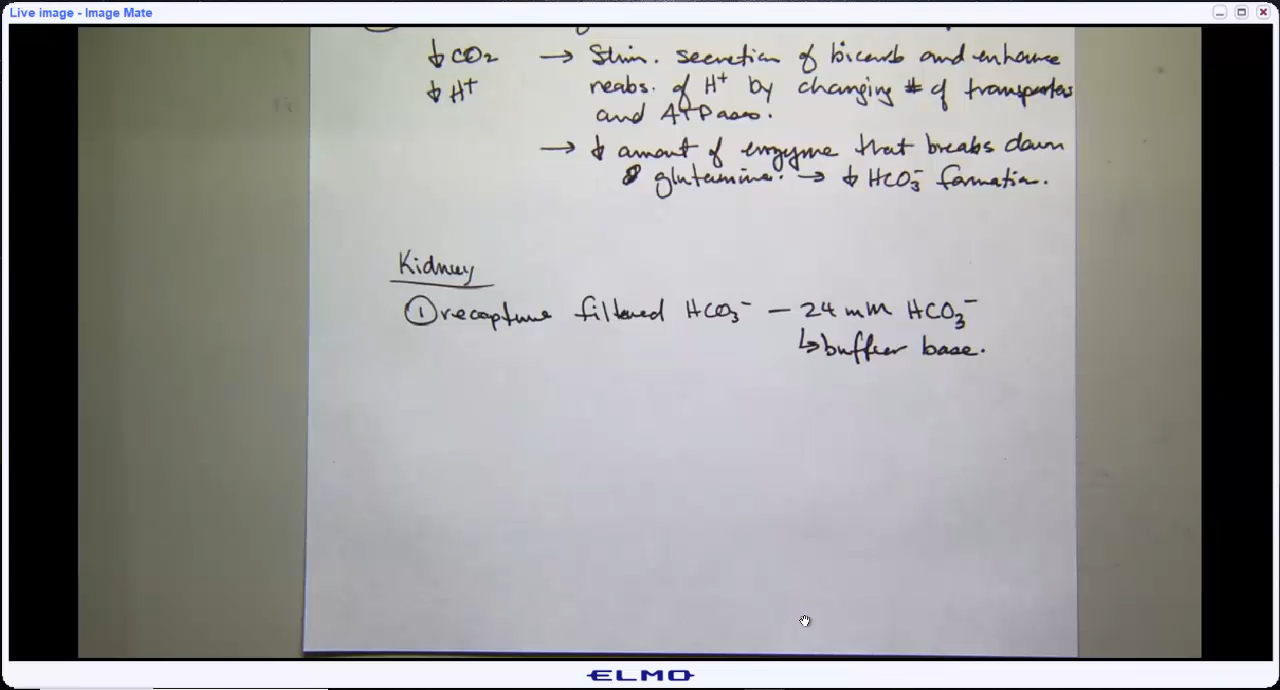 Live image - Image Mate
↓ CO2 → Stim. secretion of bicarb and enhance
↓ H+ reabs. of H+ by changing # of transporters
and ATPases.
→ ↓ amount of enzyme that breaks down
glutamine. → ↓ HCO3- formation.
Kidney
① recapture filtered HCO3- — 24 mM HCO3-
↳ buffer base.
ELMO